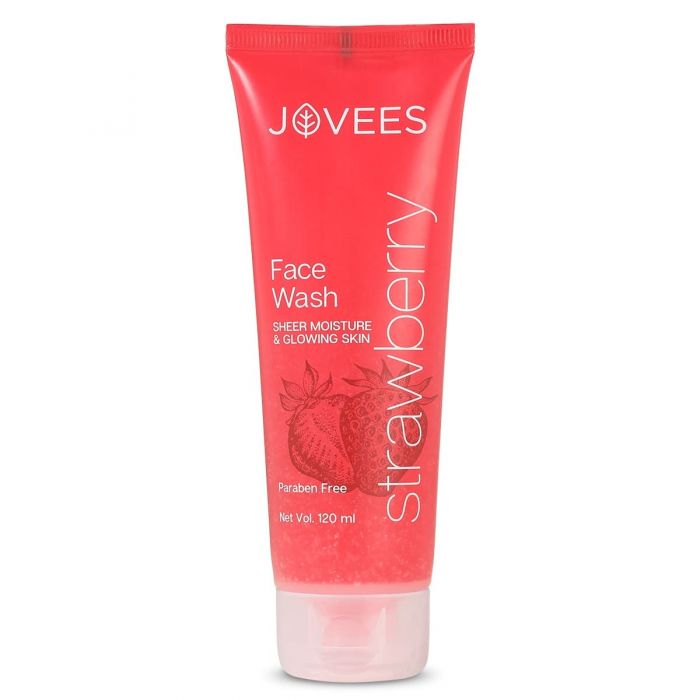 JOVEES
Face
Wash
SHEER MOISTURE
& GLOWING SKIN
strawberry
Paraben Free
Net Vol. 120 ml